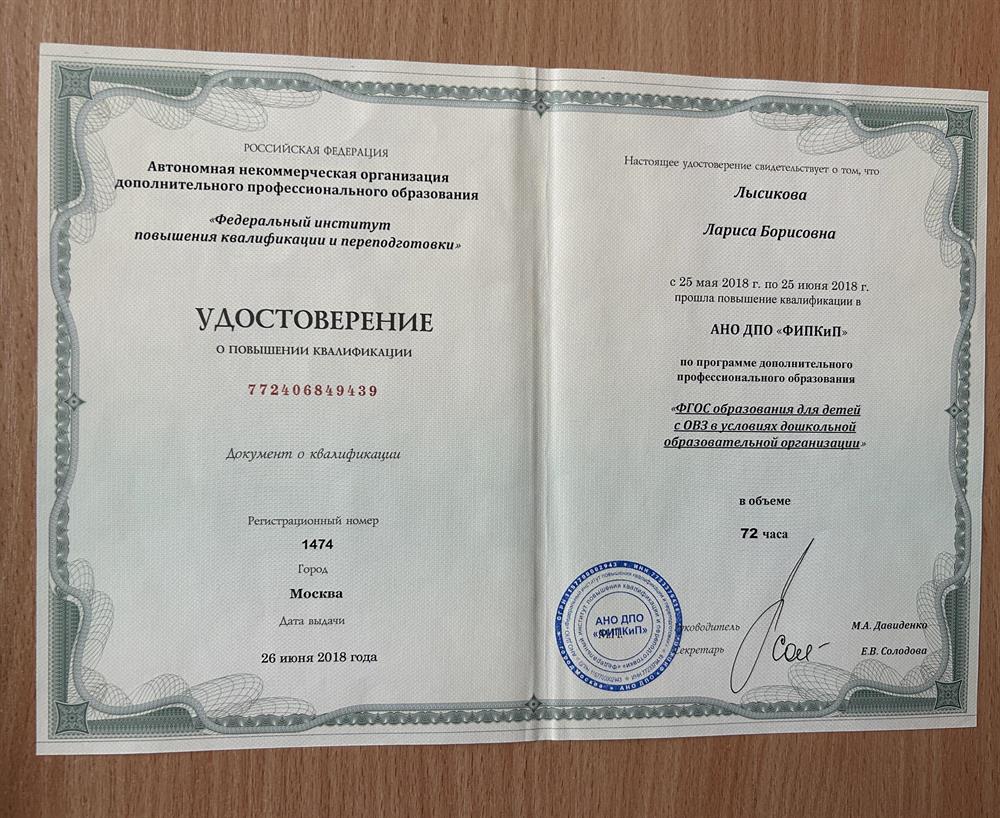 РОССИЙСКАЯ ФЕДЕРАЦИЯ
Автономная некоммерческая организация
дополнительного профессионального образования
«Федеральный институт
повышения квалификации и переподготовки»
УДОСТОВЕРЕНИЕ
О ПОВЫШЕНИИ КВАЛИФИКАЦИИ
772406849439
Документ о квалификации
Регистрационный номер
1474
Город
Москва
Дата выдачи
26 июня 2018 года
Настоящее удостоверение свидетельствует о том, что
Лысикова
Лариса Борисовна
с 25 мая 2018 г. по 25 июня 2018 г.
прошла повышение квалификации в
АНО ДПО «ФИПКиП»
по программе дополнительного
профессионального образования
«ФГОС образования для детей
с ОВЗ в условиях дошкольной
образовательной организации»
в объеме
72 часа
АНО ДПО
«ФИПКиП»
Руководитель
М.А. Давиденко
Секретарь
Е.В. Солодова